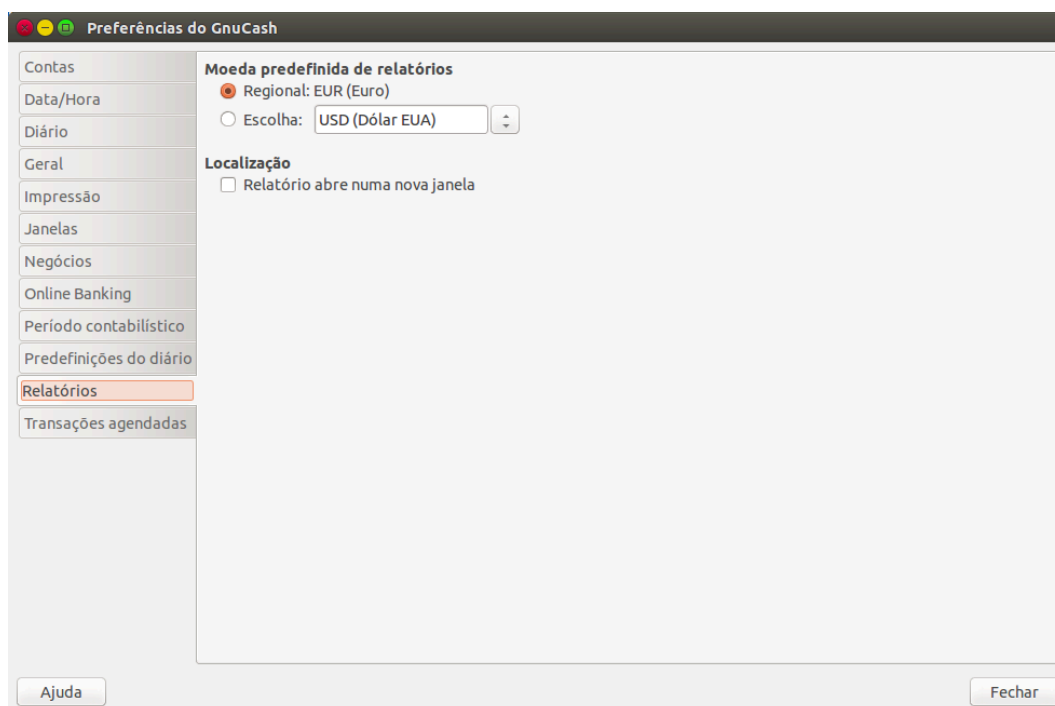 Preferências do GnuCash
Contas
Data/Hora
Diário
Geral
Impressão
Janelas
Negócios
Online Banking
Período contabilístico
Predefinições do diário
Relatórios
Transações agendadas
Moeda predefinida de relatórios
Regional: EUR (Euro)
Escolha: USD (Dólar EUA)
Localização
Relatório abre numa nova janela
Ajuda
Fechar